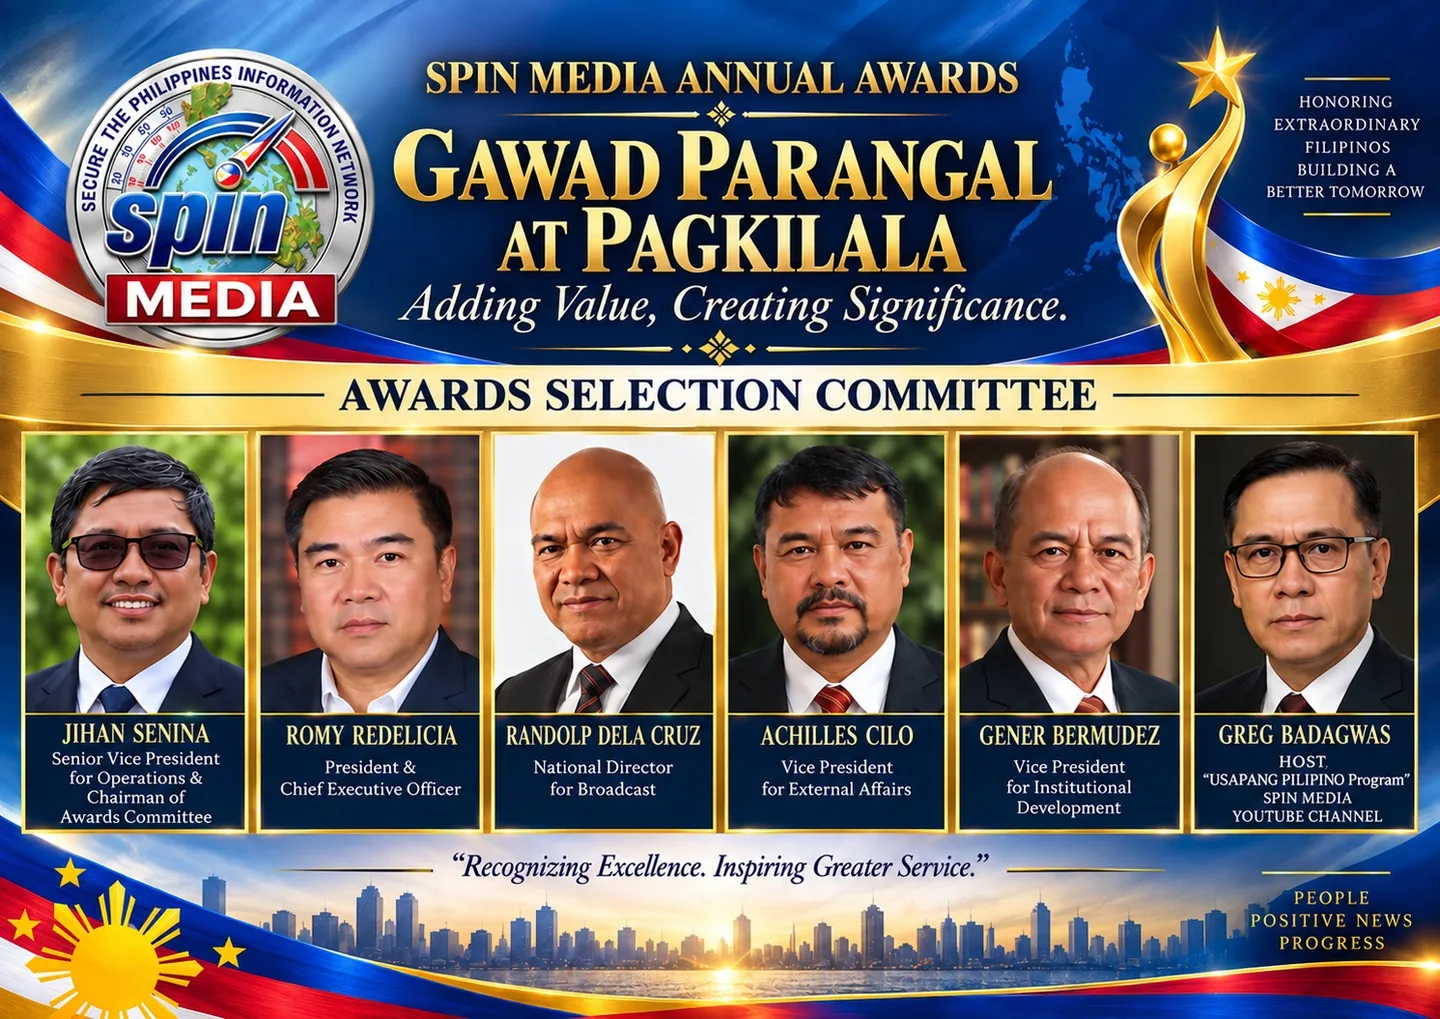 SECURE THE PHILIPPINES INFORMATION NETWORK
20 50 60 90
spin
MEDIA
SPIN MEDIA ANNUAL AWARDS
GAWAD PARANGAL
AT PAGKILALA
Adding Value, Creating Significance.
HONORING
EXTRAORDINARY
FILIPINOS
BUILDING A
BETTER TOMORROW
AWARDS SELECTION COMMITTEE
JIHAN SENINA
Senior Vice President
for Operations &
Chairman of
Awards Committee
ROMY REDELICIA
President &
Chief Executive Officer
RANDOLP DELA CRUZ
National Director
for Broadcast
ACHILLES CILO
Vice President
for External Affairs
GENER BERMUDEZ
Vice President
for Institutional
Development
GREG BADAGWAS
HOST,
“USAPANG PILIPINO Program”
SPIN MEDIA
YOUTUBE CHANNEL
“Recognizing Excellence. Inspiring Greater Service.”
PEOPLE
POSITIVE NEWS
PROGRESS